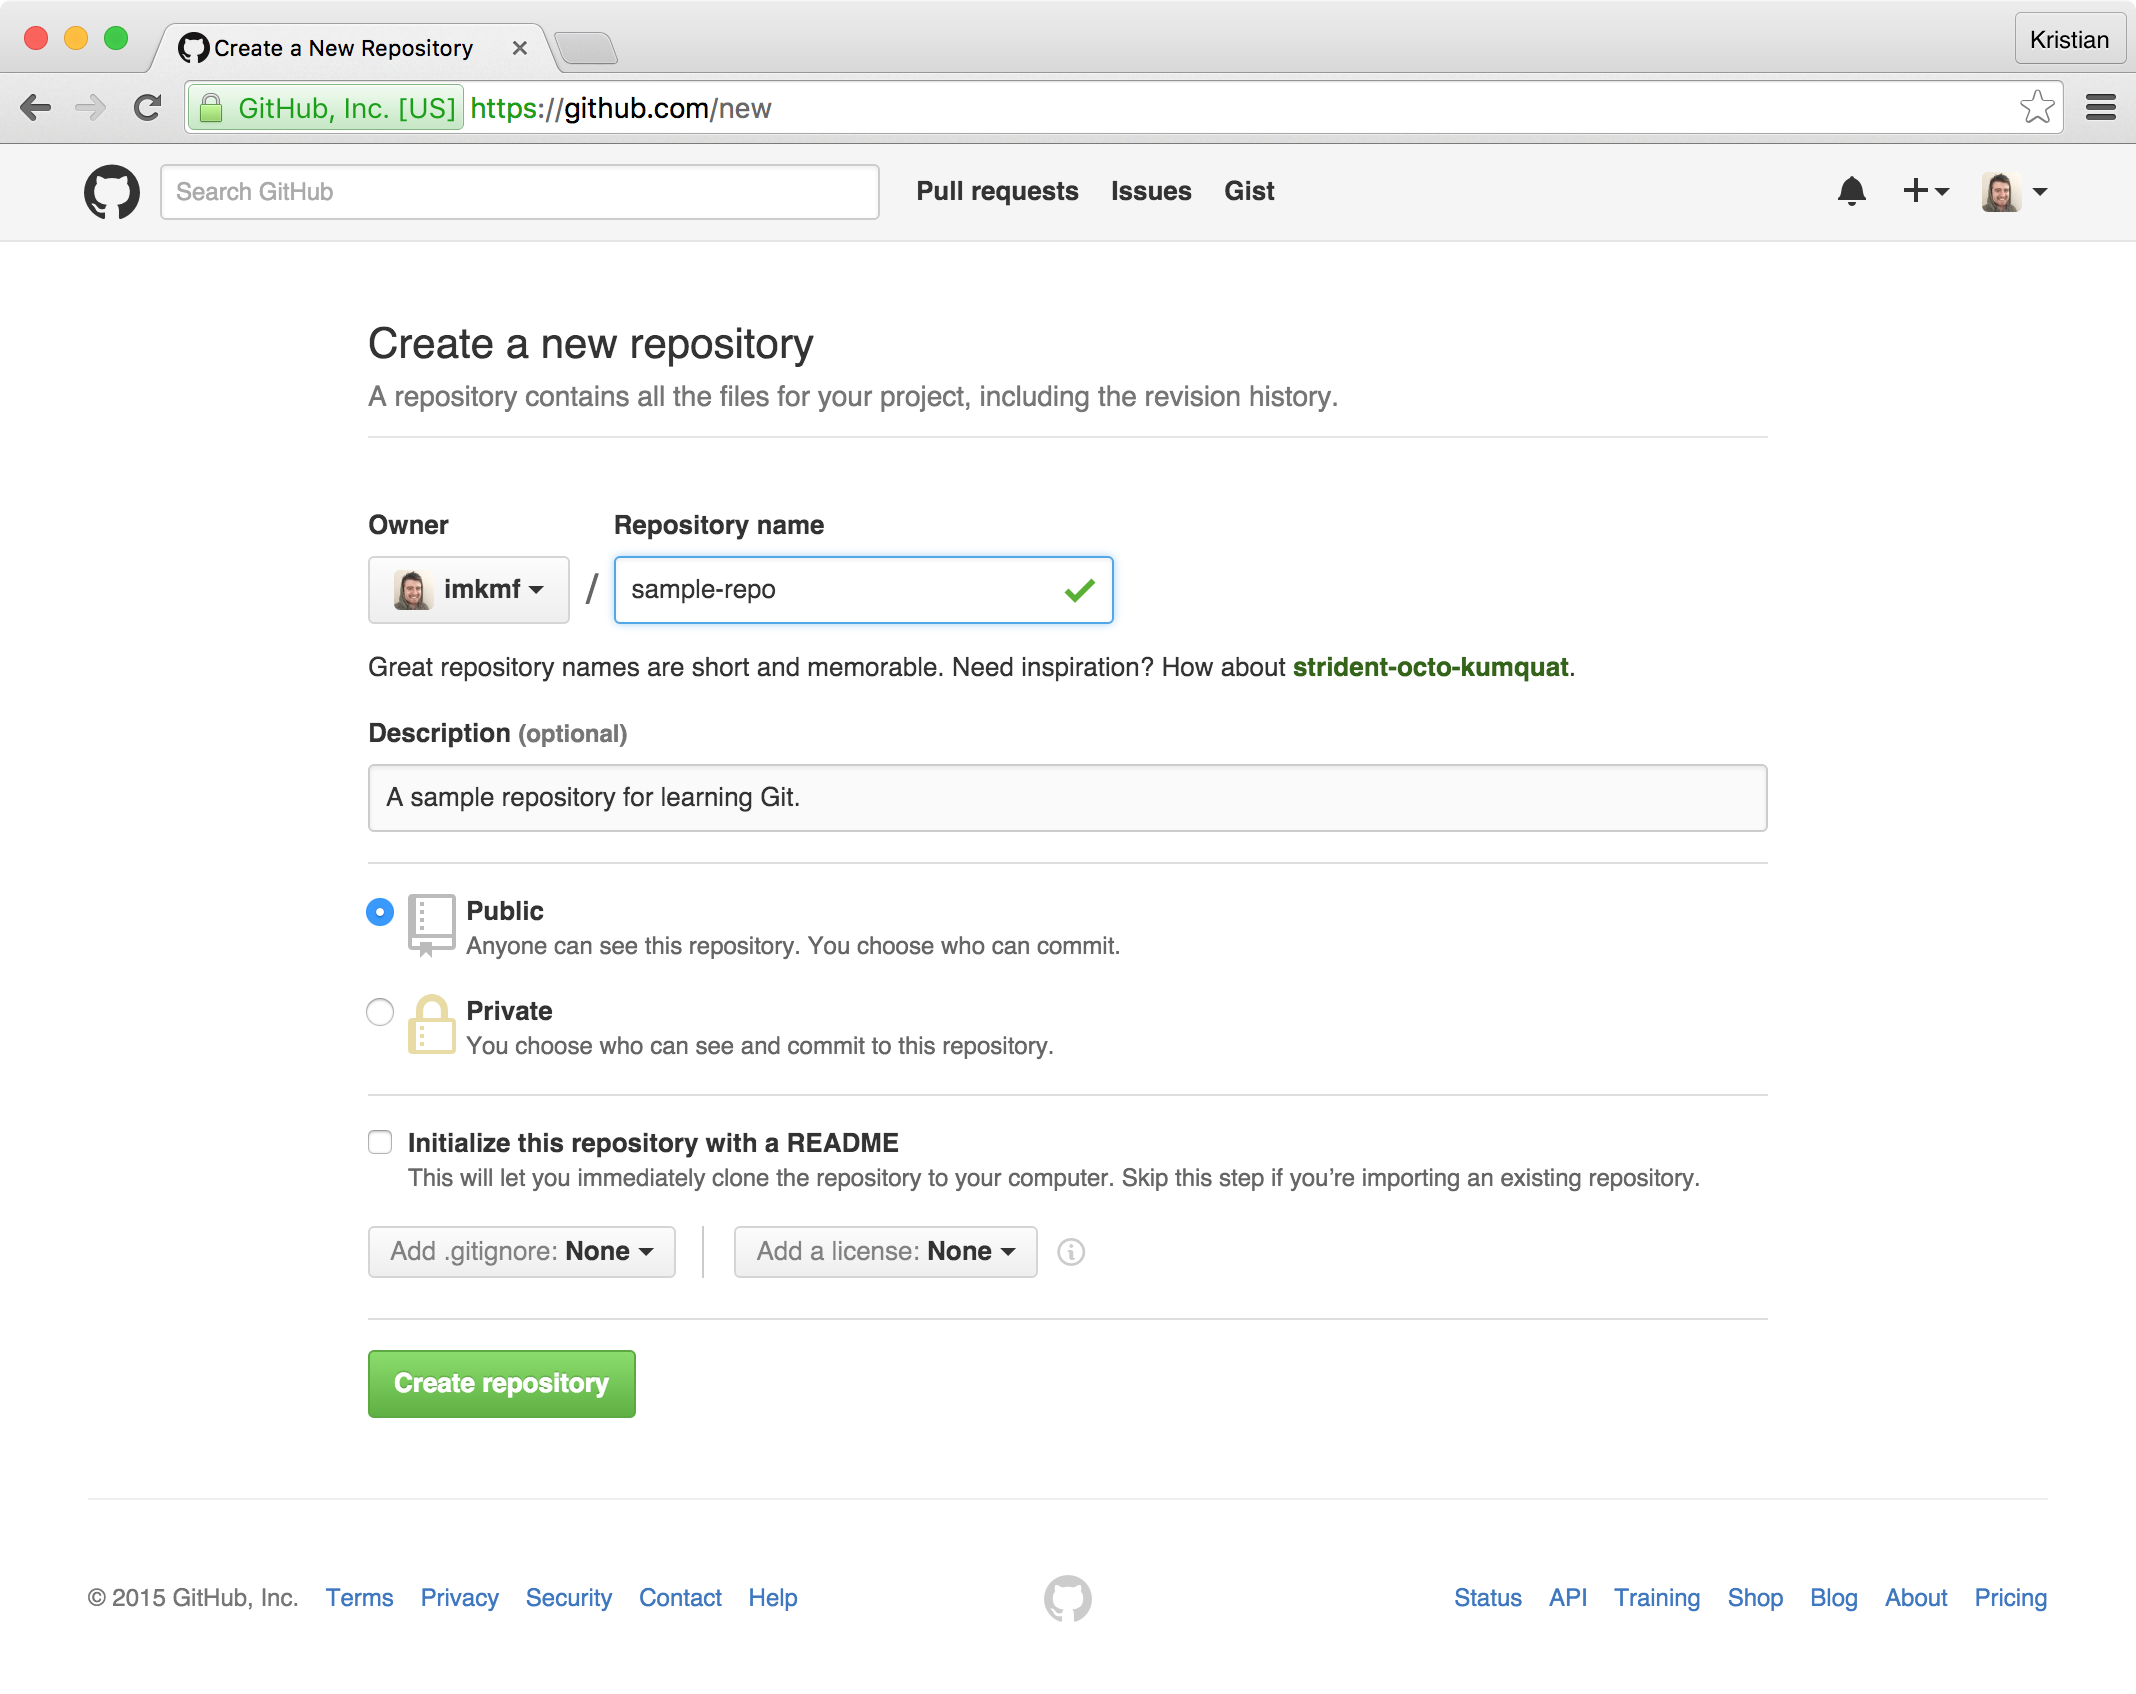 Create a New Repository
Kristian
GitHub, Inc. [US] https://github.com/new
Search GitHub
Pull requests Issues Gist
Create a new repository
A repository contains all the files for your project, including the revision history.
Owner Repository name
imkmf / sample-repo
Great repository names are short and memorable. Need inspiration? How about strident-octo-kumquat.
Description (optional)
A sample repository for learning Git.
Public
Anyone can see this repository. You choose who can commit.
Private
You choose who can see and commit to this repository.
Initialize this repository with a README
This will let you immediately clone the repository to your computer. Skip this step if you’re importing an existing repository.
Add .gitignore: None Add a license: None
Create repository
© 2015 GitHub, Inc. Terms Privacy Security Contact Help Status API Training Shop Blog About Pricing